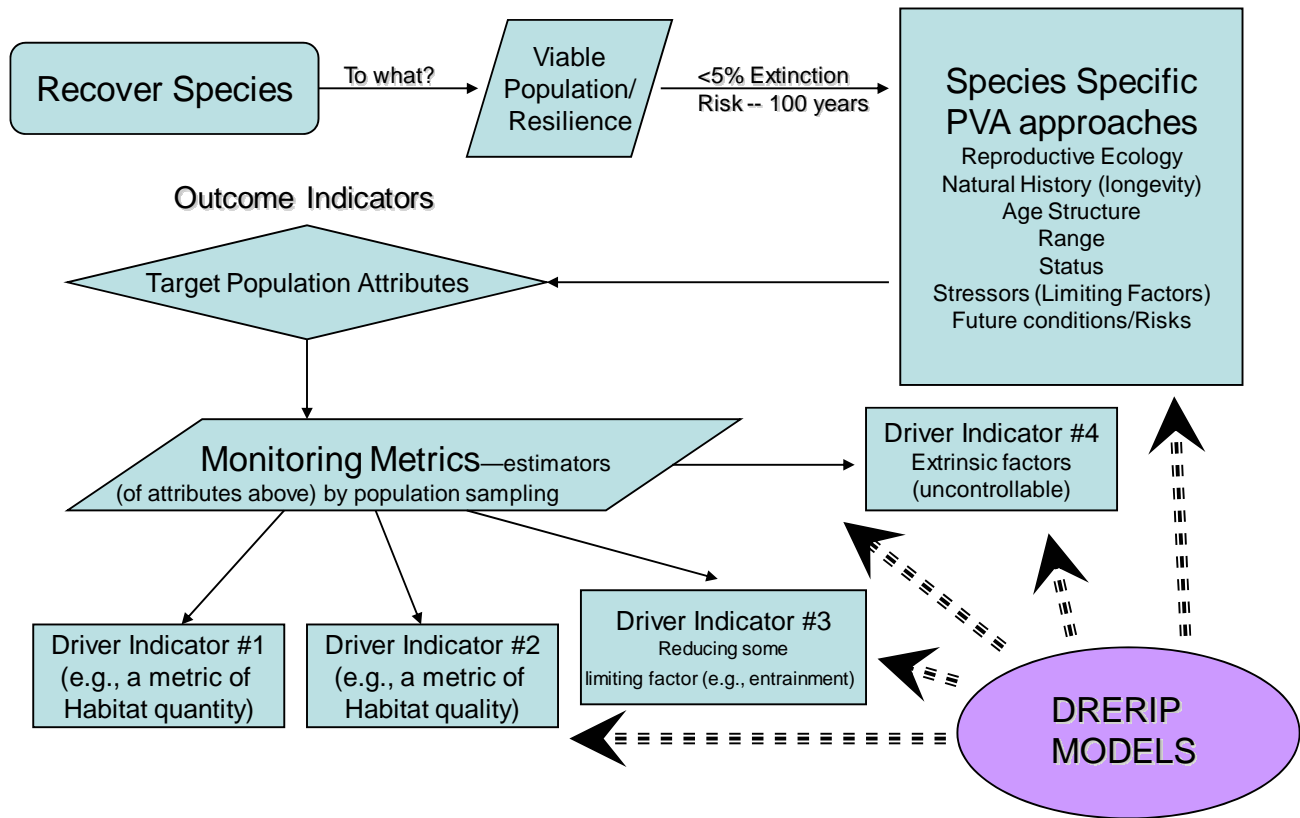 Recover Species
To what?
Viable
Population/
Resilience
<5% Extinction
Risk -- 100 years
Species Specific
PVA approaches
Reproductive Ecology
Natural History (longevity)
Age Structure
Range
Status
Stressors (Limiting Factors)
Future conditions/Risks
Outcome Indicators
Target Population Attributes
Monitoring Metrics—estimators
(of attributes above) by population sampling
Driver Indicator #4
Extrinsic factors
(uncontrollable)
Driver Indicator #1
(e.g., a metric of
Habitat quantity)
Driver Indicator #2
(e.g., a metric of
Habitat quality)
Driver Indicator #3
Reducing some
limiting factor (e.g., entrainment)
DRERIP
MODELS